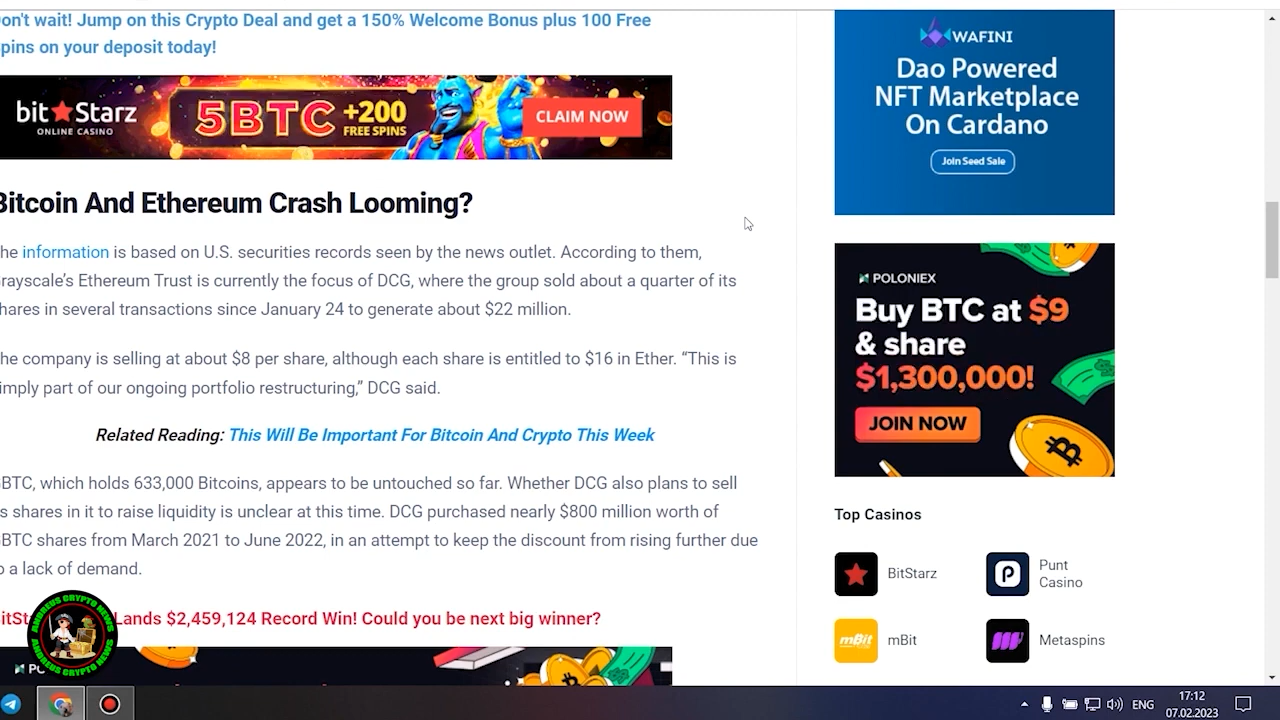 on't wait! Jump on this Crypto Deal and get a 150% Welcome Bonus plus 100 Free
pins on your deposit today!
bit Starz
ONLINE CASINO
5BTC +200
FREE SPINS
CLAIM NOW
Bitcoin And Ethereum Crash Looming?
he information is based on U.S. securities records seen by the news outlet. According to them,
rayscale's Ethereum Trust is currently the focus of DCG, where the group sold about a quarter of its
hares in several transactions since January 24 to generate about $22 million.
he company is selling at about $8 per share, although each share is entitled to $16 in Ether. “This is
imply part of our ongoing portfolio restructuring,” DCG said.
Related Reading: This Will Be Important For Bitcoin And Crypto This Week
BTC, which holds 633,000 Bitcoins, appears to be untouched so far. Whether DCG also plans to sell
s shares in it to raise liquidity is unclear at this time. DCG purchased nearly $800 million worth of
BTC shares from March 2021 to June 2022, in an attempt to keep the discount from rising further due
o a lack of demand.
itSt Lands $2,459,124 Record Win! Could you be next big winner?
ANDREUS CRYPTO NEWS
ANDREUS CRYPTO NEWS
WAFINI
Dao Powered
NFT Marketplace
On Cardano
Join Seed Sale
POLONIEX
Buy BTC at $9
& share
$1,300,000!
JOIN NOW
Top Casinos
BitStarz
Punt
Casino
mBit
mBit
Metaspins
ENG
17:12
07.02.2023